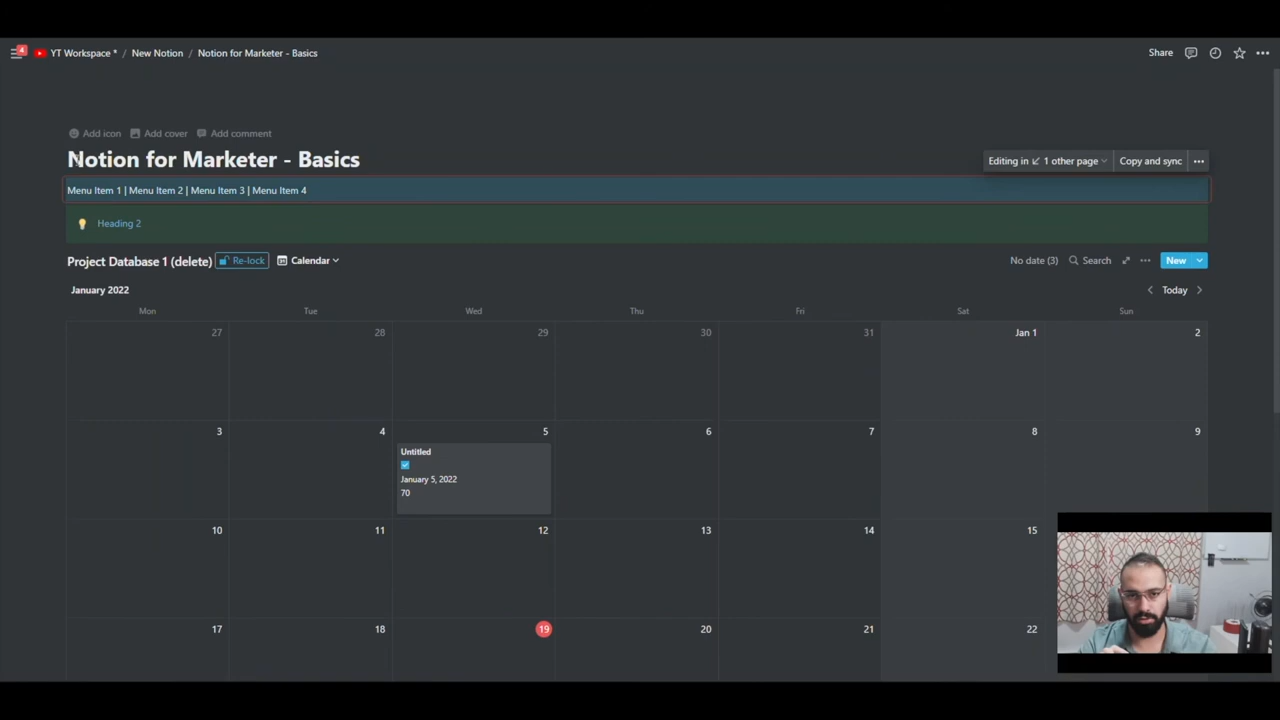 4
YT Workspace * / New Notion / Notion for Marketer - Basics
Share
Add icon Add cover Add comment
Notion for Marketer - Basics
Editing in 1 other page Copy and sync
Menu Item 1 | Menu Item 2 | Menu Item 3 | Menu Item 4
Heading 2
Project Database 1 (delete) Re-lock Calendar No date (3) Search New
January 2022 Today
Mon Tue Wed Thu Fri Sat Sun
27 28 29 30 31 Jan 1 2
3 4 5 6 7 8 9
Untitled
January 5, 2022
70
10 11 12 13 14 15
17 18 19 20 21 22